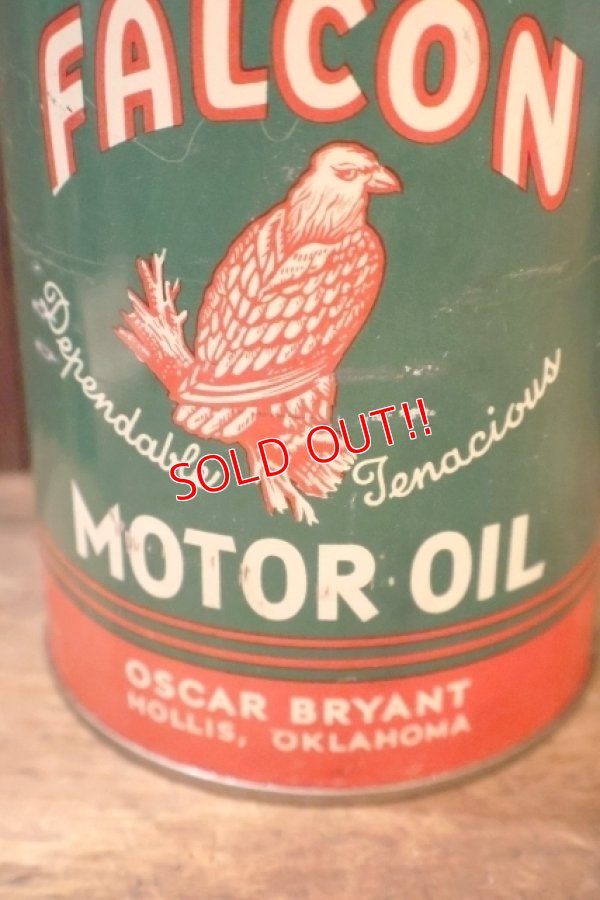 FALCON
Dependable
Tenacious
SOLD OUT!!
MOTOR OIL
OSCAR BRYANT
HOLLIS, OKLAHOMA